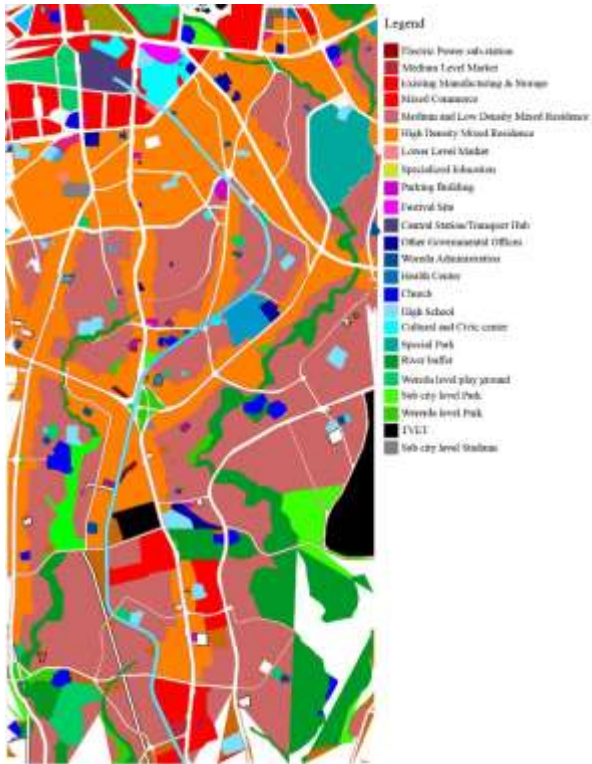 Legend
Electric Power sub-station
Medium Level Market
Existing Manufacturing & Storage
Mixed Commerce
Medium and Low Density Mixed Residence
High Density Mixed Residence
Lower Level Market
Specialized Education
Parking Building
Festival Site
Central Station/Transport Hub
Other Governmental Offices
Woreda Administration
Health Center
Church
High School
Cultural and Civic center
Special Park
River buffer
Wereda level play ground
Sub city level Park
Wereda level Park
TVET
Sub city level Stadium